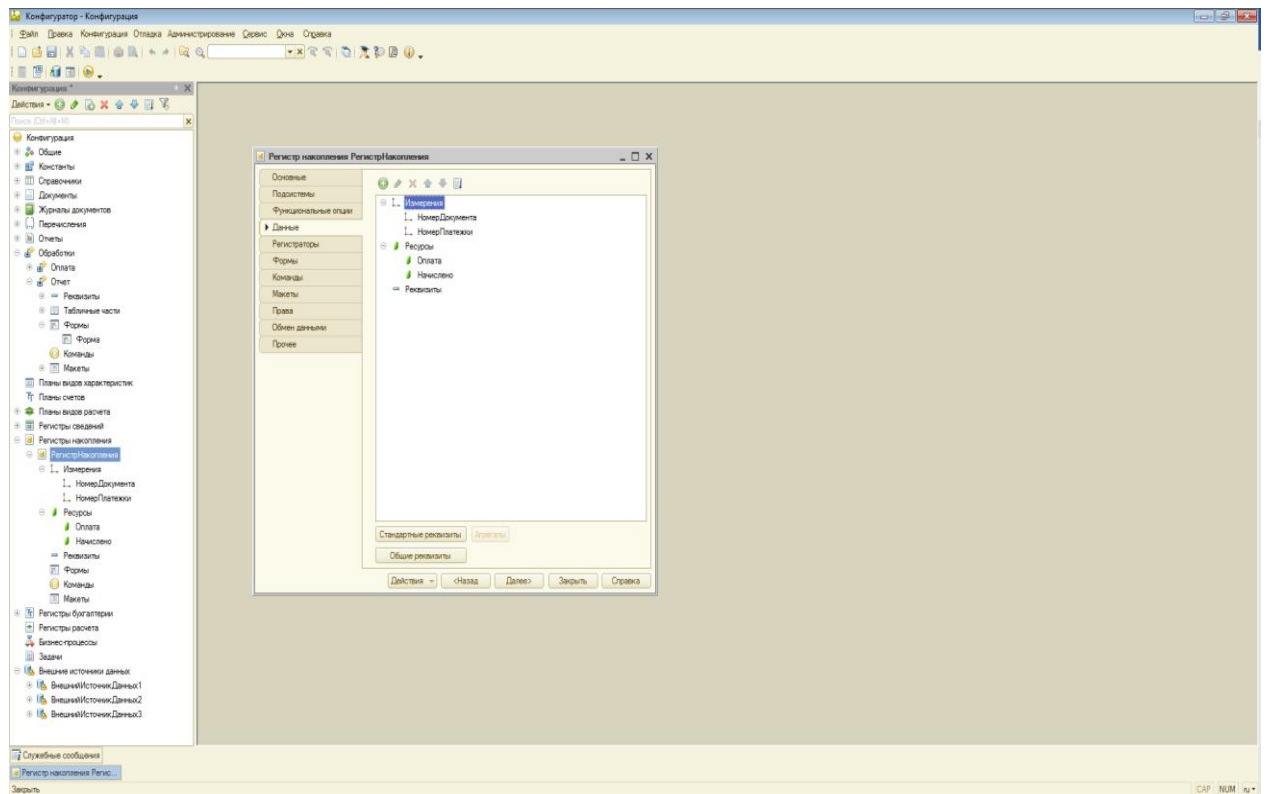 Конфигуратор - Конфигурация
Файл Правка Конфигурация Отладка Администрирование Сервис Окна Справка
Конфигурация *
Действия
Поиск (Ctrl+Alt+M)
Конфигурация
Общие
Константы
Справочники
Документы
Журналы документов
Перечисления
Отчеты
Обработки
Оплата
Отчет
Реквизиты
Табличные части
Формы
Форма
Команды
Макеты
Планы видов характеристик
Планы счетов
Планы видов расчета
Регистры сведений
Регистры накопления
РегистрНакопления
Измерения
НомерДокумента
НомерПлатежки
Ресурсы
Оплата
Начислено
Реквизиты
Формы
Команды
Макеты
Регистры бухгалтерии
Регистры расчета
Бизнес-процессы
Задачи
Внешние источники данных
ВнешнийИсточникДанных1
ВнешнийИсточникДанных2
ВнешнийИсточникДанных3
Регистр накопления РегистрНакопления
Основные
Подсистемы
Функциональные опции
Данные
Регистраторы
Формы
Команды
Макеты
Права
Обмен данными
Прочее
Измерения
НомерДокумента
НомерПлатежки
Ресурсы
Оплата
Начислено
Реквизиты
Стандартные реквизиты Агрегаты
Общие реквизиты
Действия <Назад Далее> Закрыть Справка
Служебные сообщения
Регистр накопления Регис...
Закрыть CAP NUM ru